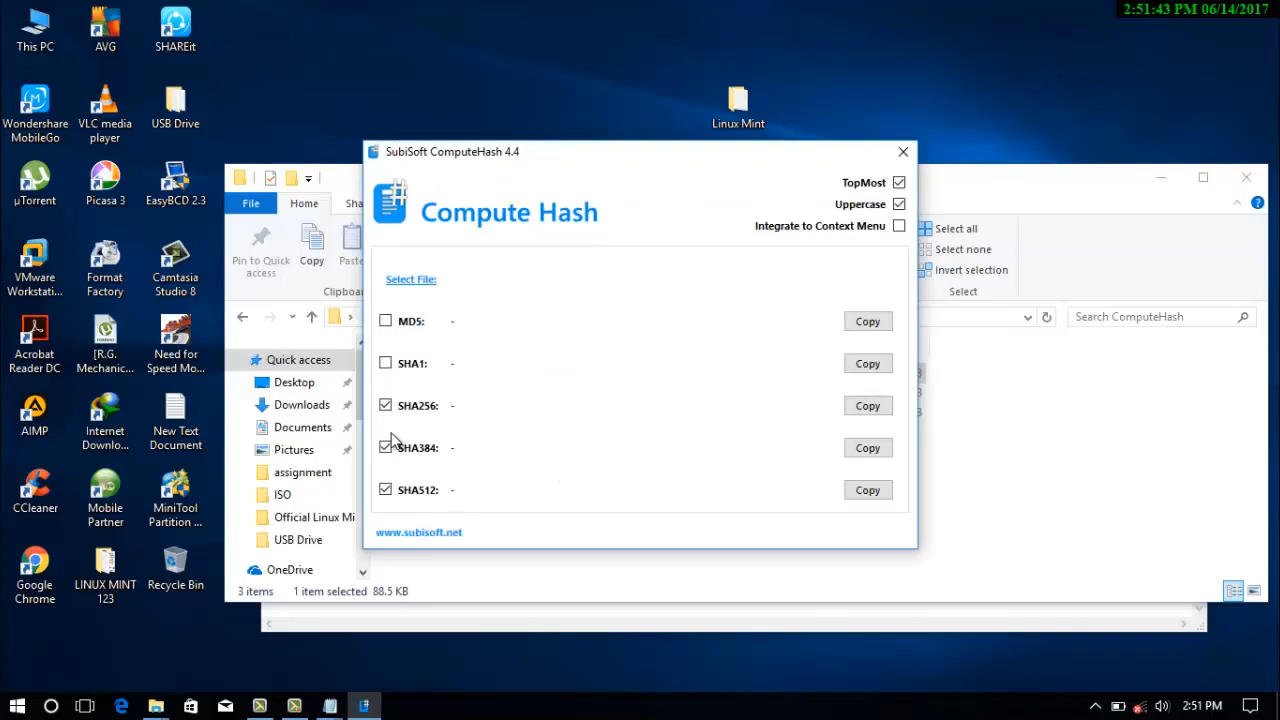 2:51:43 PM 06/14/2017
This PC
AVG
SHAREit
Wondershare
MobileGo
VLC media
player
USB Drive
Linux Mint
µTorrent
Picasa 3
EasyBCD 2.3
VMware
Workstati...
Format
Factory
Camtasia
Studio 8
Acrobat
Reader DC
[R.G.
Mechanic...
Need for
Speed Mo...
AIMP
Internet
Downlo...
New Text
Document
CCleaner
Mobile
Partner
MiniTool
Partition ...
Google
Chrome
LINUX MINT
123
Recycle Bin
File
Home
Sha
Pin to Quick
access
Copy
Paste
Clipboa
Select all
Select none
Invert selection
Select
Search ComputeHash
Quick access
Desktop
Downloads
Documents
Pictures
assignment
ISO
Official Linux Mi
USB Drive
OneDrive
3 items
1 item selected 88.5 KB
SubiSoft ComputeHash 4.4
#
Compute Hash
TopMost
Uppercase
Integrate to Context Menu
Select File:
MD5: - Copy
SHA1: - Copy
SHA256: - Copy
SHA384: - Copy
SHA512: - Copy
www.subisoft.net
2:51 PM